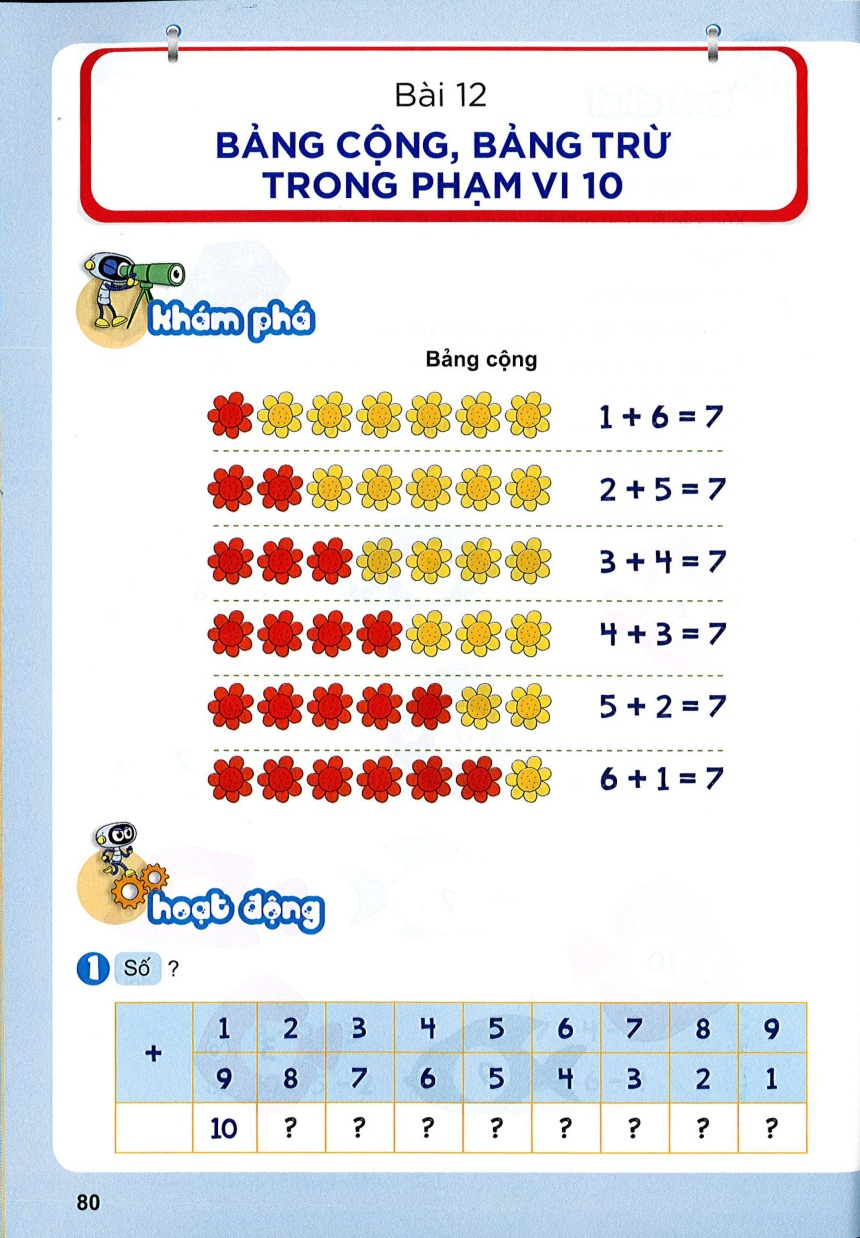 Bài 12
BẢNG CỘNG, BẢNG TRỪ
TRONG PHẠM VI 10
khám phá
Bảng cộng
1 + 6 = 7
2 + 5 = 7
3 + 4 = 7
4 + 3 = 7
5 + 2 = 7
6 + 1 = 7
hoạt động
1 Số ?
+ 1 2 3 4 5 6 7 8 9
9 8 7 6 5 4 3 2 1
10 ? ? ? ? ? ? ? ?
80